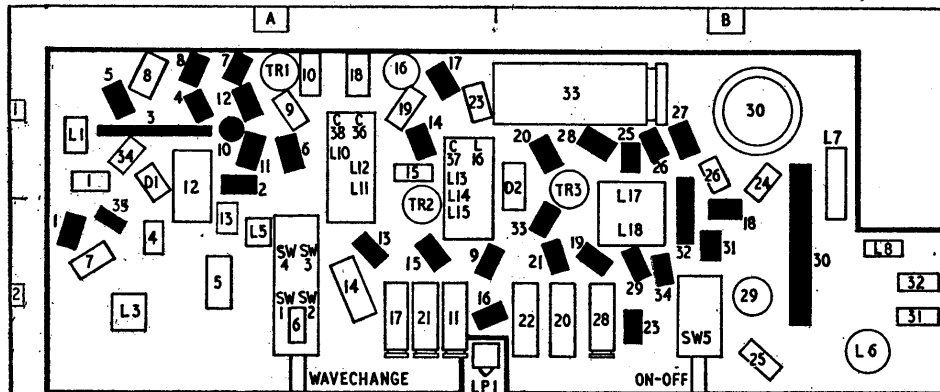 A B
8 7 TR1 10 18 16 17
5 8 33
4 12 9 19 23 30
1 3 14 27
L1 10 C 38 C 36 20 28 25 L7
34 11 6 L10 C 37 L 16 26
1 D1 12 2 L12 15 L13 D2 TR3 26 24
L11 L14 L17
35 13 TR2 L15 33 18
1 4 L5 13 L18 31
7 SW 4 SW 3 15 9 21 19 32 30 L8
5 14 29 34
2 29 32
L3 SW 1 SW 2 16
6 17 21 11 22 20 28 23 SW5 31
25 L6
WAVECHANGE LP1 ON-OFF